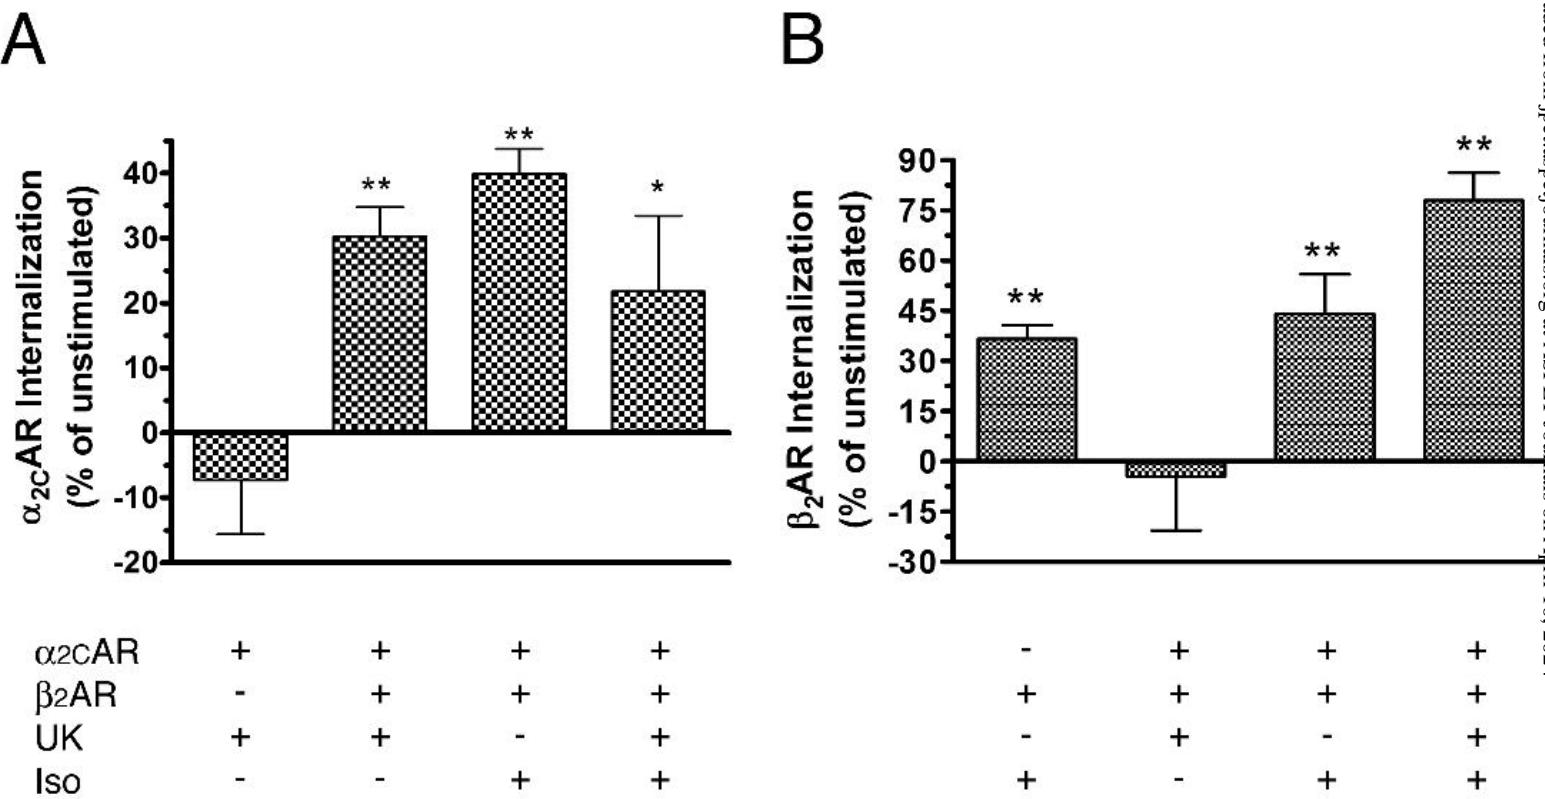 A
B
α2CAR Internalization
(% of unstimulated)
40
30
20
10
0
-10
-20
**
**
*
β2AR Internalization
(% of unstimulated)
90
75
60
45
30
15
0
-15
-30
**
**
**
α2CAR + + + + - + + +
β2AR - + + + + + + +
UK + + - + - + - +
Iso - - + + + - + +